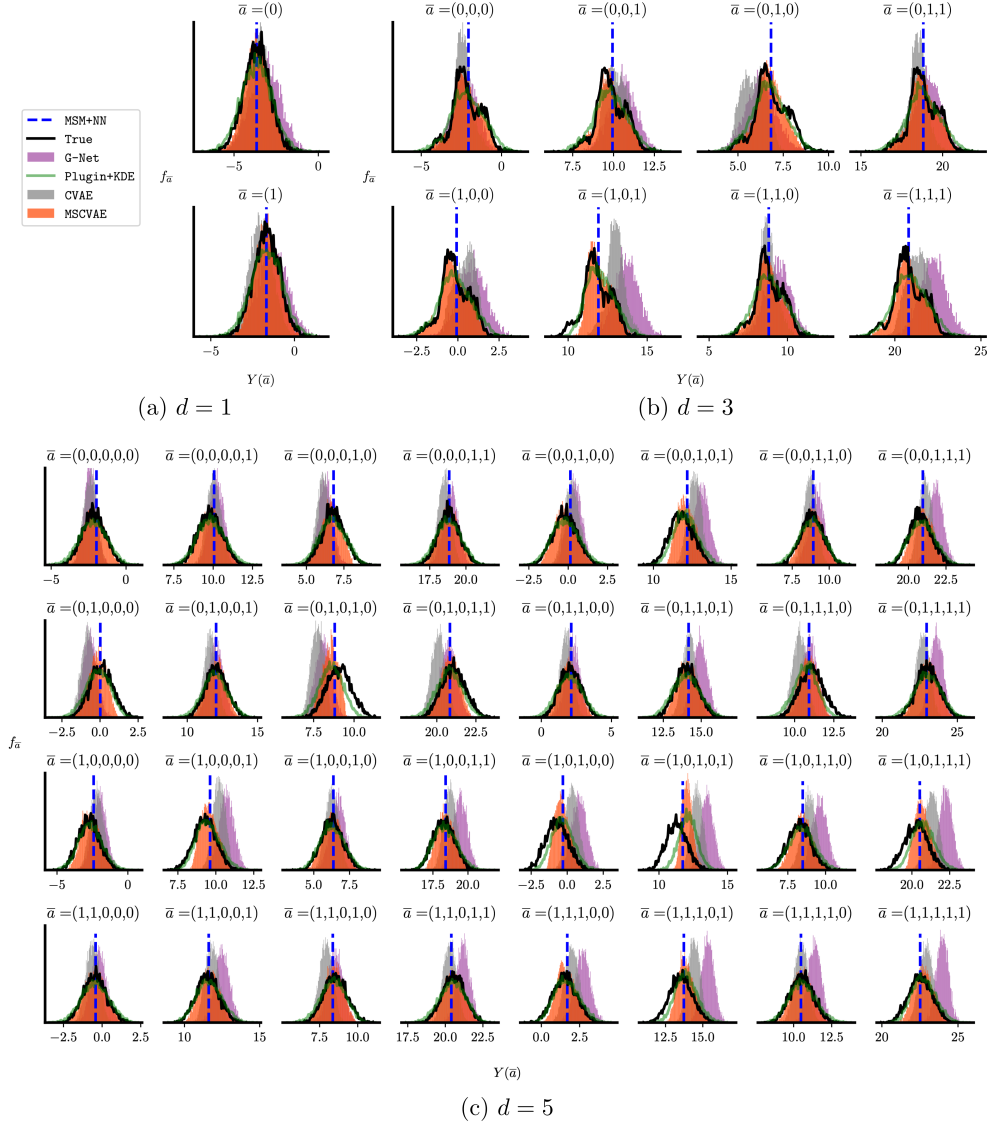 a̅ =(0)
a̅ =(0,0,0) a̅ =(0,0,1) a̅ =(0,1,0) a̅ =(0,1,1)
MSM+NN
True
G-Net
Plugin+KDE
CVAE
MSCVAE
f_a̅ −5 0
f_a̅ −5 0 7.5 10.0 12.5 5.0 7.5 10.0 15 20
a̅ =(1)
a̅ =(1,0,0) a̅ =(1,0,1) a̅ =(1,1,0) a̅ =(1,1,1)
−5 0
−2.5 0.0 2.5 10 15 5 10 20 25
Y(a̅) Y(a̅)
(a) d = 1 (b) d = 3
a̅ =(0,0,0,0,0) a̅ =(0,0,0,0,1) a̅ =(0,0,0,1,0) a̅ =(0,0,0,1,1) a̅ =(0,0,1,0,0) a̅ =(0,0,1,0,1) a̅ =(0,0,1,1,0) a̅ =(0,0,1,1,1)
−5 0 7.5 10.0 12.5 5.0 7.5 17.5 20.0 −2.5 0.0 2.5 10 15 7.5 10.0 20.0 22.5
a̅ =(0,1,0,0,0) a̅ =(0,1,0,0,1) a̅ =(0,1,0,1,0) a̅ =(0,1,0,1,1) a̅ =(0,1,1,0,0) a̅ =(0,1,1,0,1) a̅ =(0,1,1,1,0) a̅ =(0,1,1,1,1)
−2.5 0.0 2.5 10 15 7.5 10.0 20.0 22.5 0 5 12.5 15.0 10.0 12.5 20 25
f_a̅
a̅ =(1,0,0,0,0) a̅ =(1,0,0,0,1) a̅ =(1,0,0,1,0) a̅ =(1,0,0,1,1) a̅ =(1,0,1,0,0) a̅ =(1,0,1,0,1) a̅ =(1,0,1,1,0) a̅ =(1,0,1,1,1)
−5 0 7.5 10.0 12.5 5.0 7.5 17.5 20.0 −2.5 0.0 2.5 10 15 7.5 10.0 20.0 22.5
a̅ =(1,1,0,0,0) a̅ =(1,1,0,0,1) a̅ =(1,1,0,1,0) a̅ =(1,1,0,1,1) a̅ =(1,1,1,0,0) a̅ =(1,1,1,0,1) a̅ =(1,1,1,1,0) a̅ =(1,1,1,1,1)
−2.5 0.0 2.5 10 15 7.5 10.0 17.5 20.0 22.5 0.0 2.5 12.5 15.0 10.0 12.5 20 25
Y(a̅)
(c) d = 5